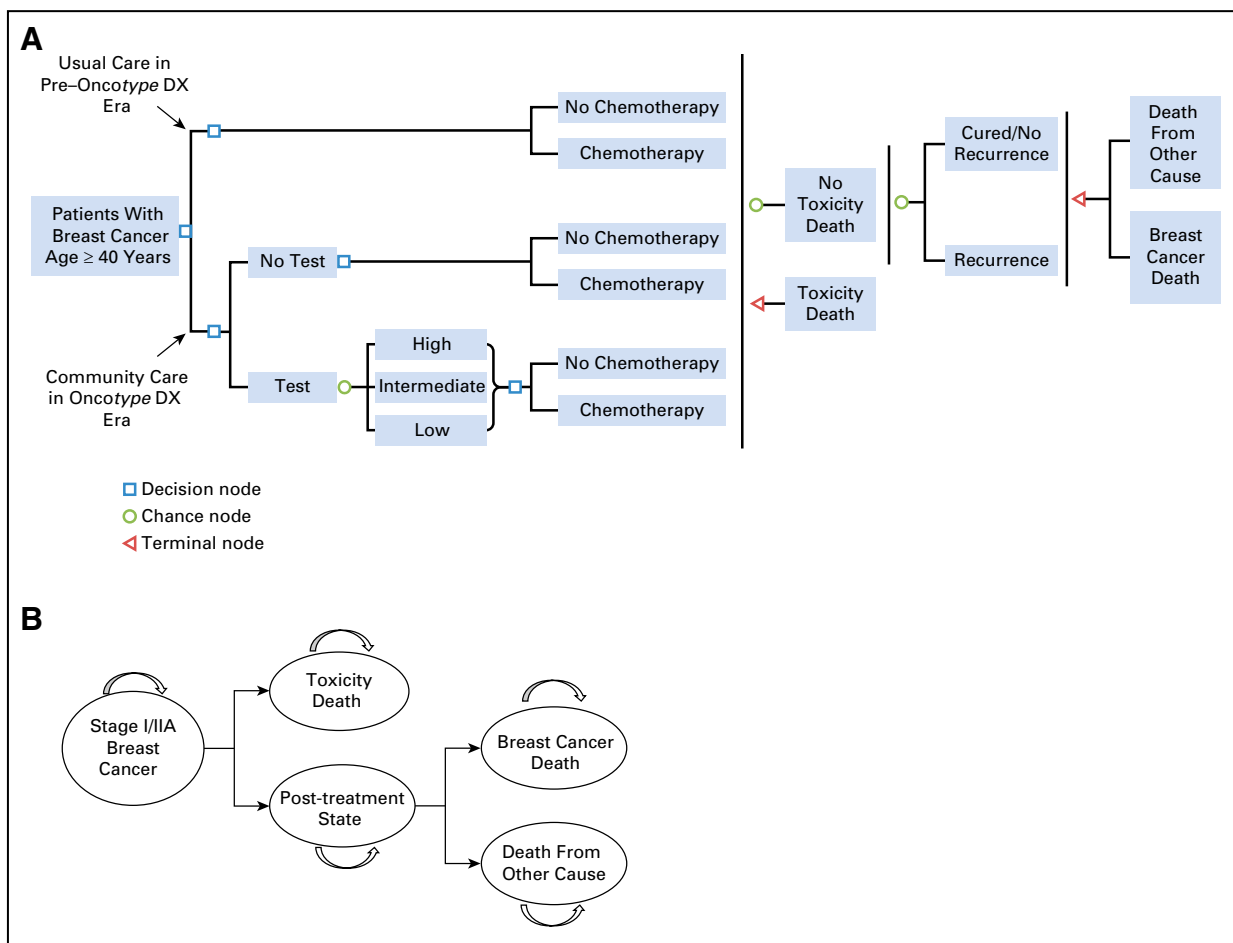 A
Usual Care in
Pre–Oncotype DX
Era
Patients With
Breast Cancer
Age ≥ 40 Years
Community Care
in Oncotype DX
Era
No Test
Test
High
Intermediate
Low
No Chemotherapy
Chemotherapy
No Chemotherapy
Chemotherapy
No Chemotherapy
Chemotherapy
No
Toxicity
Death
Toxicity
Death
Cured/No
Recurrence
Recurrence
Death
From
Other
Cause
Breast
Cancer
Death
Decision node
Chance node
Terminal node
B
Stage I/IIA
Breast
Cancer
Toxicity
Death
Post-treatment
State
Breast Cancer
Death
Death From
Other Cause